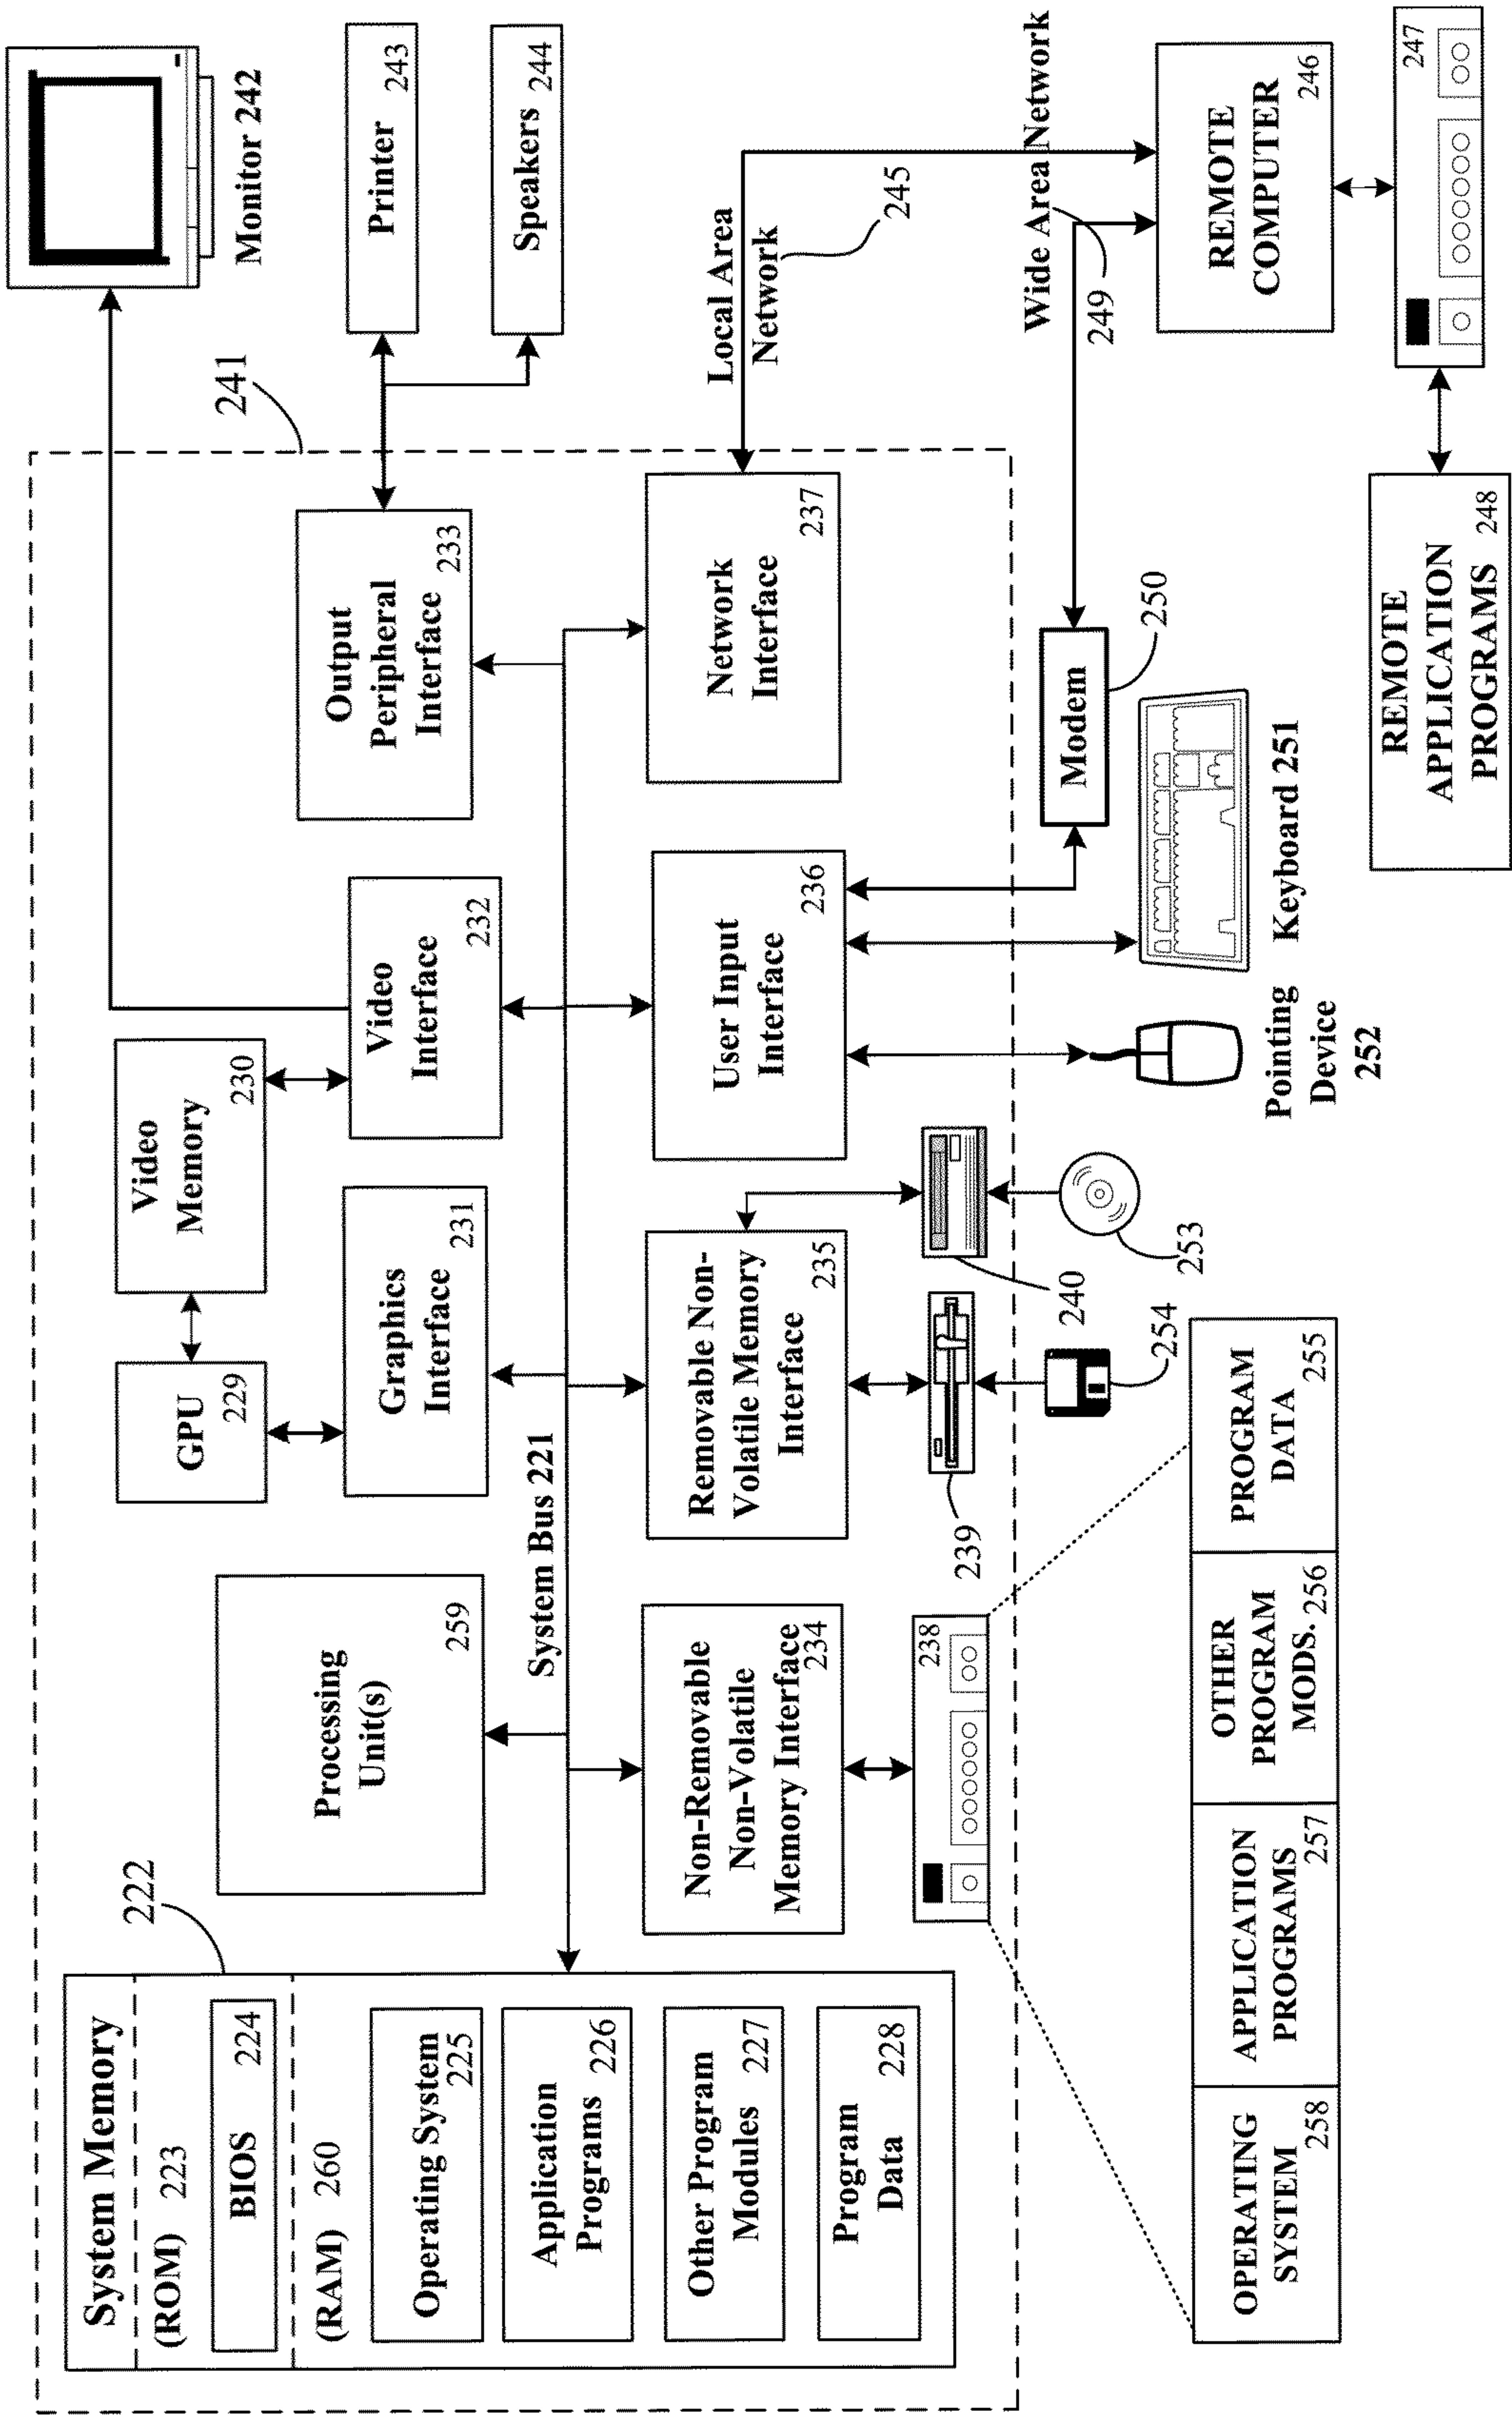 System Memory
(ROM) 223
BIOS 224
(RAM) 260
Operating System
225
Application
Programs 226
Other Program
Modules 227
Program
Data 228
222
Processing
Unit(s)
259
System Bus 221
GPU
229
Video
Memory
230
Graphics
Interface
231
Video
Interface
232
Output
Peripheral
Interface
233
241
Monitor 242
Printer
243
Speakers
244
Non-Removable
Non-Volatile
Memory Interface
234
Removable Non-
Volatile Memory
Interface
235
User Input
Interface
236
Network
Interface
237
Local Area
Network
245
Wide Area Network
249
238
239
240
253
254
Pointing
Device
252
Keyboard 251
Modem
250
REMOTE
COMPUTER
246
247
REMOTE
APPLICATION
PROGRAMS 248
OPERATING
SYSTEM
258
APPLICATION
PROGRAMS
257
OTHER
PROGRAM
MODS. 256
PROGRAM
DATA
255